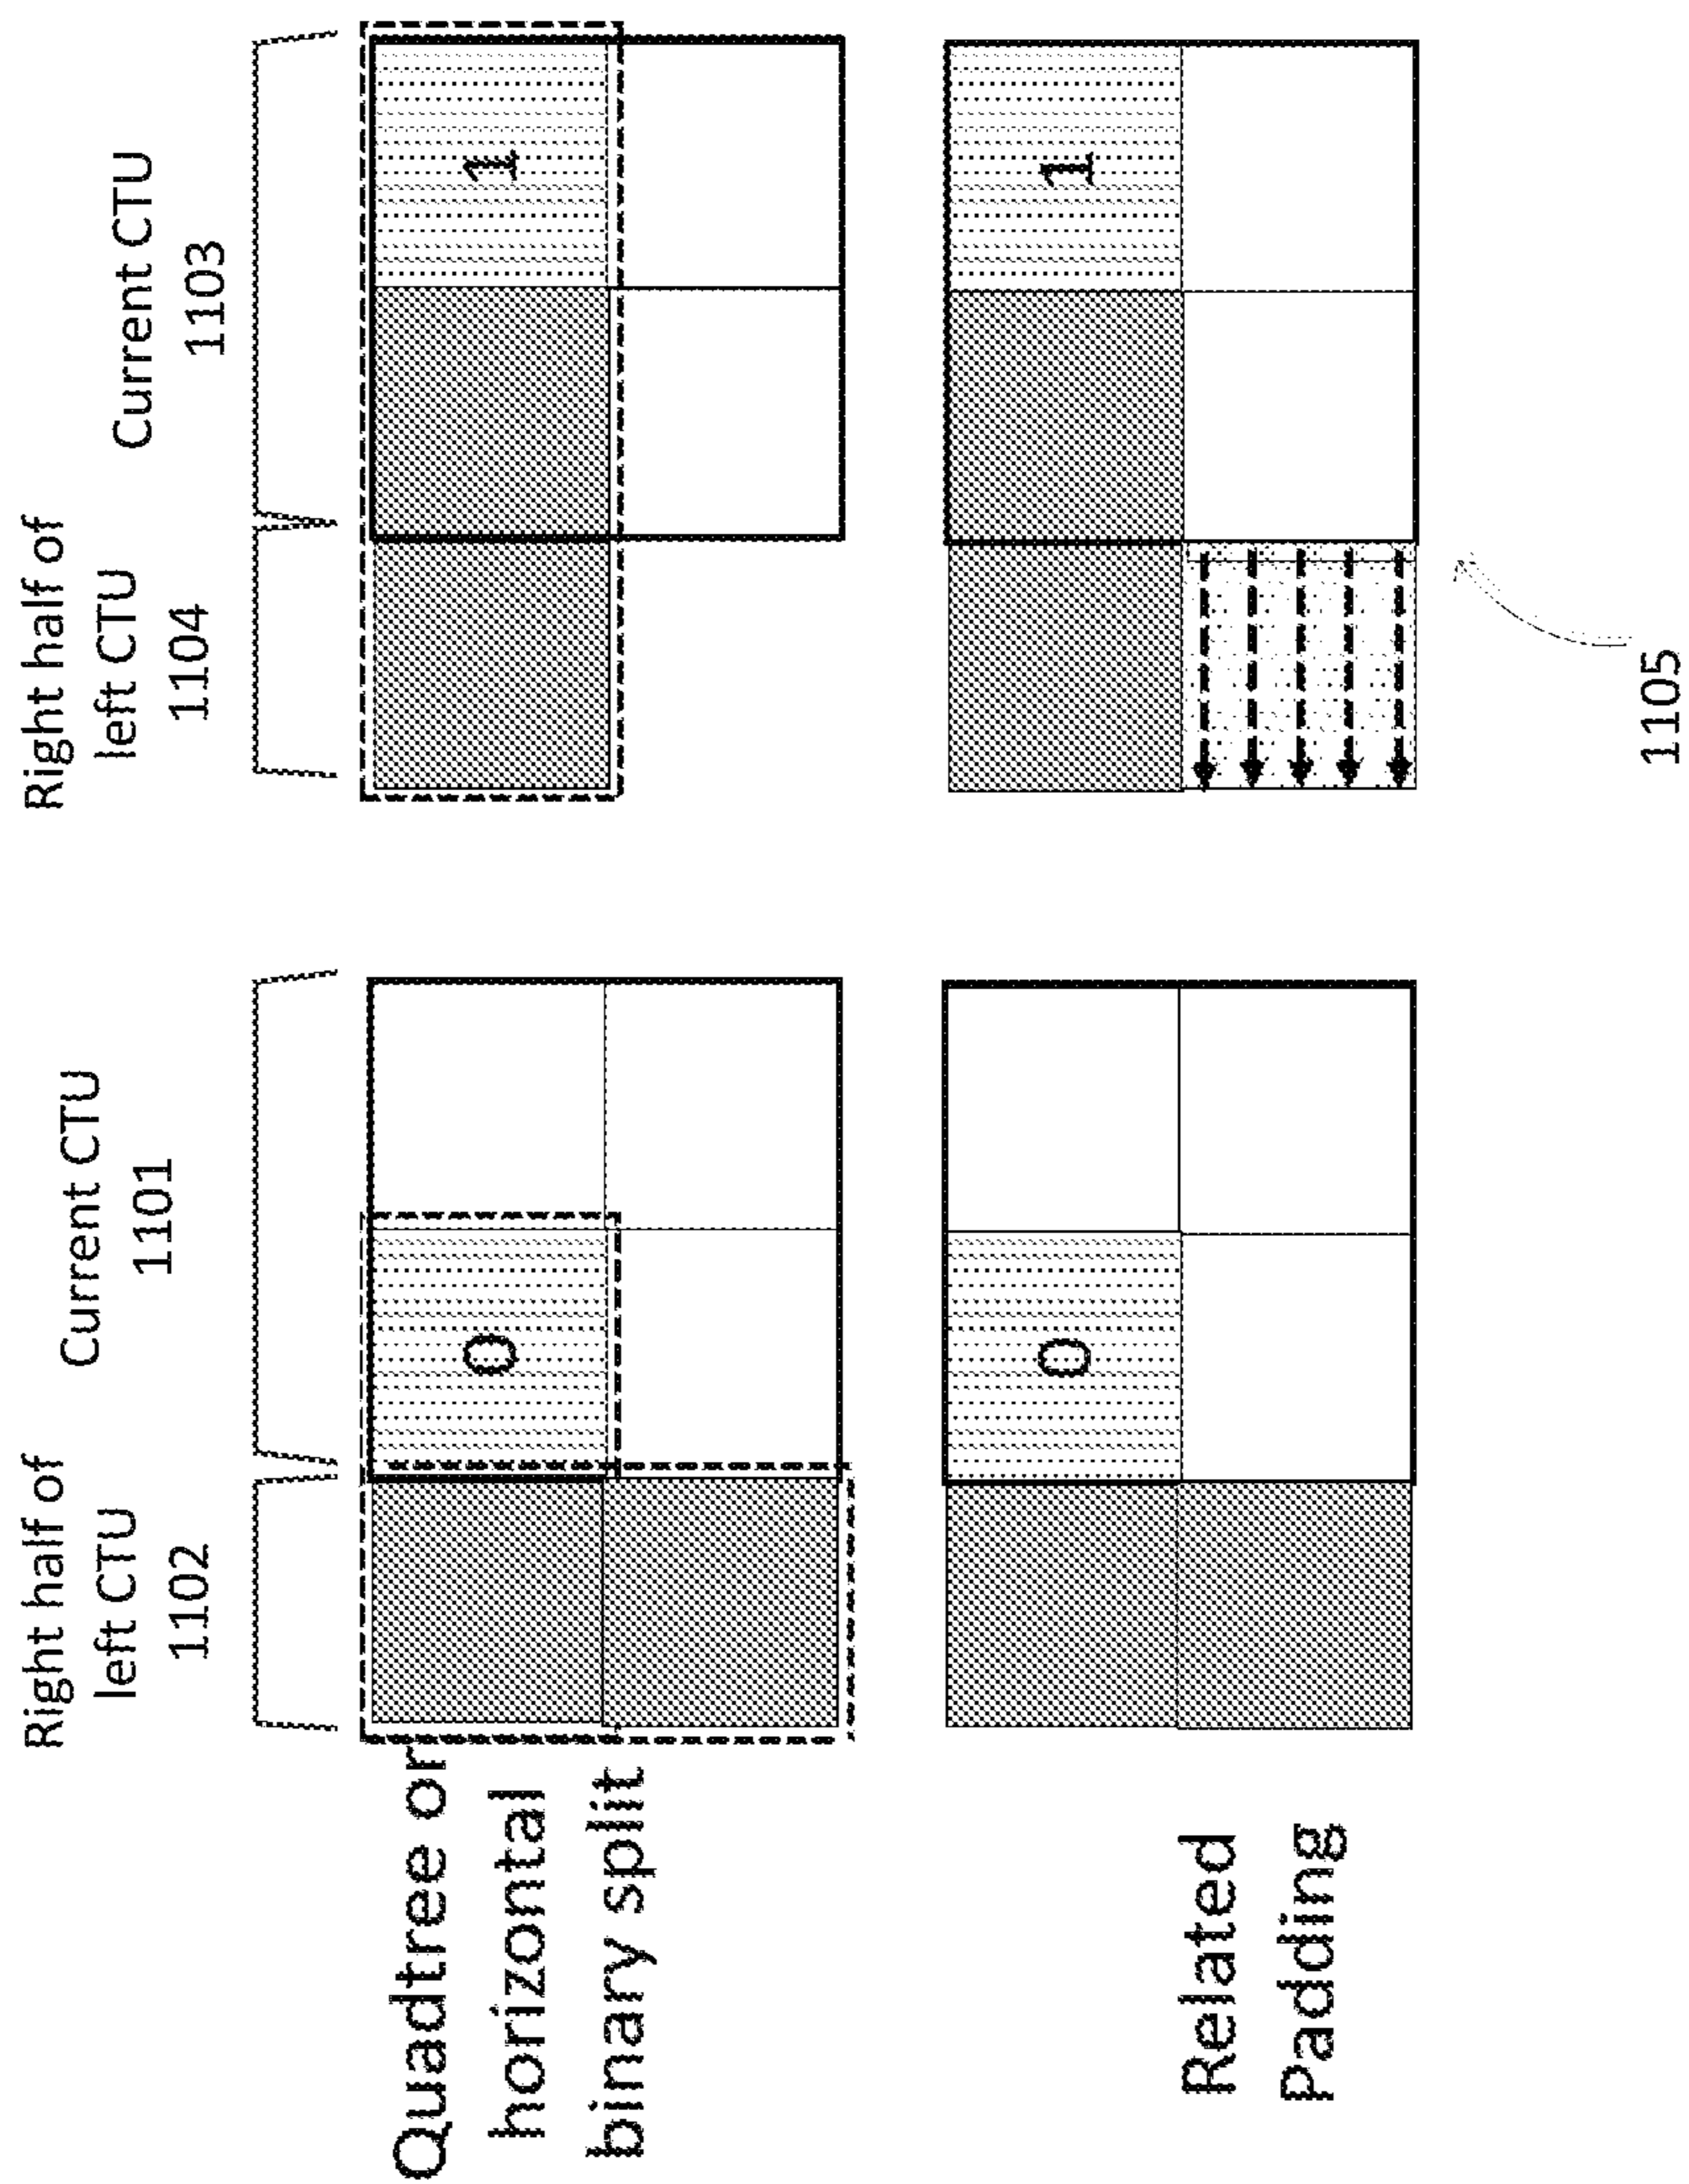 Right half of
left CTU
1102
Current CTU
1101
Right half of
left CTU
1104
Current CTU
1103
Quadtree or
horizontal
binary split
0
1
Related
Padding
0
1
1105